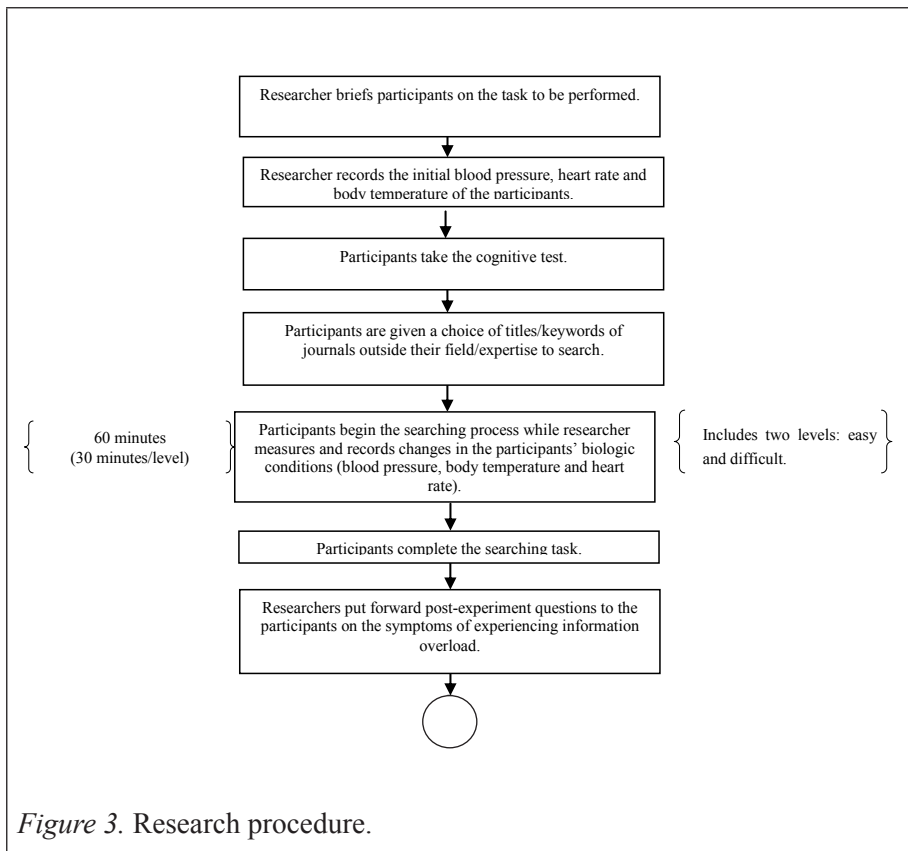 Researcher briefs participants on the task to be performed.
Researcher records the initial blood pressure, heart rate and
body temperature of the participants.
Participants take the cognitive test.
Participants are given a choice of titles/keywords of
journals outside their field/expertise to search.
60 minutes
(30 minutes/level)
Participants begin the searching process while researcher
measures and records changes in the participants' biologic
conditions (blood pressure, body temperature and heart
rate).
Includes two levels: easy
and difficult.
Participants complete the searching task.
Researchers put forward post-experiment questions to the
participants on the symptoms of experiencing information
overload.
Figure 3. Research procedure.